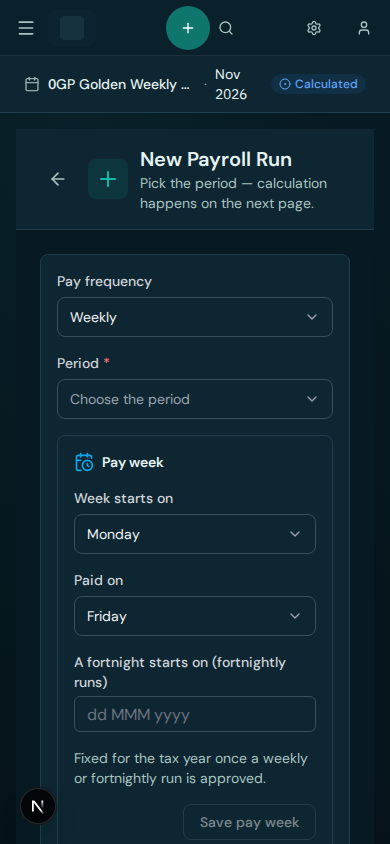 0GP Golden Weekly ...
·
Nov
2026
Calculated
New Payroll Run
Pick the period — calculation
happens on the next page.
Pay frequency
Weekly
Period *
Choose the period
Pay week
Week starts on
Monday
Paid on
Friday
A fortnight starts on (fortnightly
runs)
dd MMM yyyy
Fixed for the tax year once a weekly
or fortnightly run is approved.
N
Save pay week